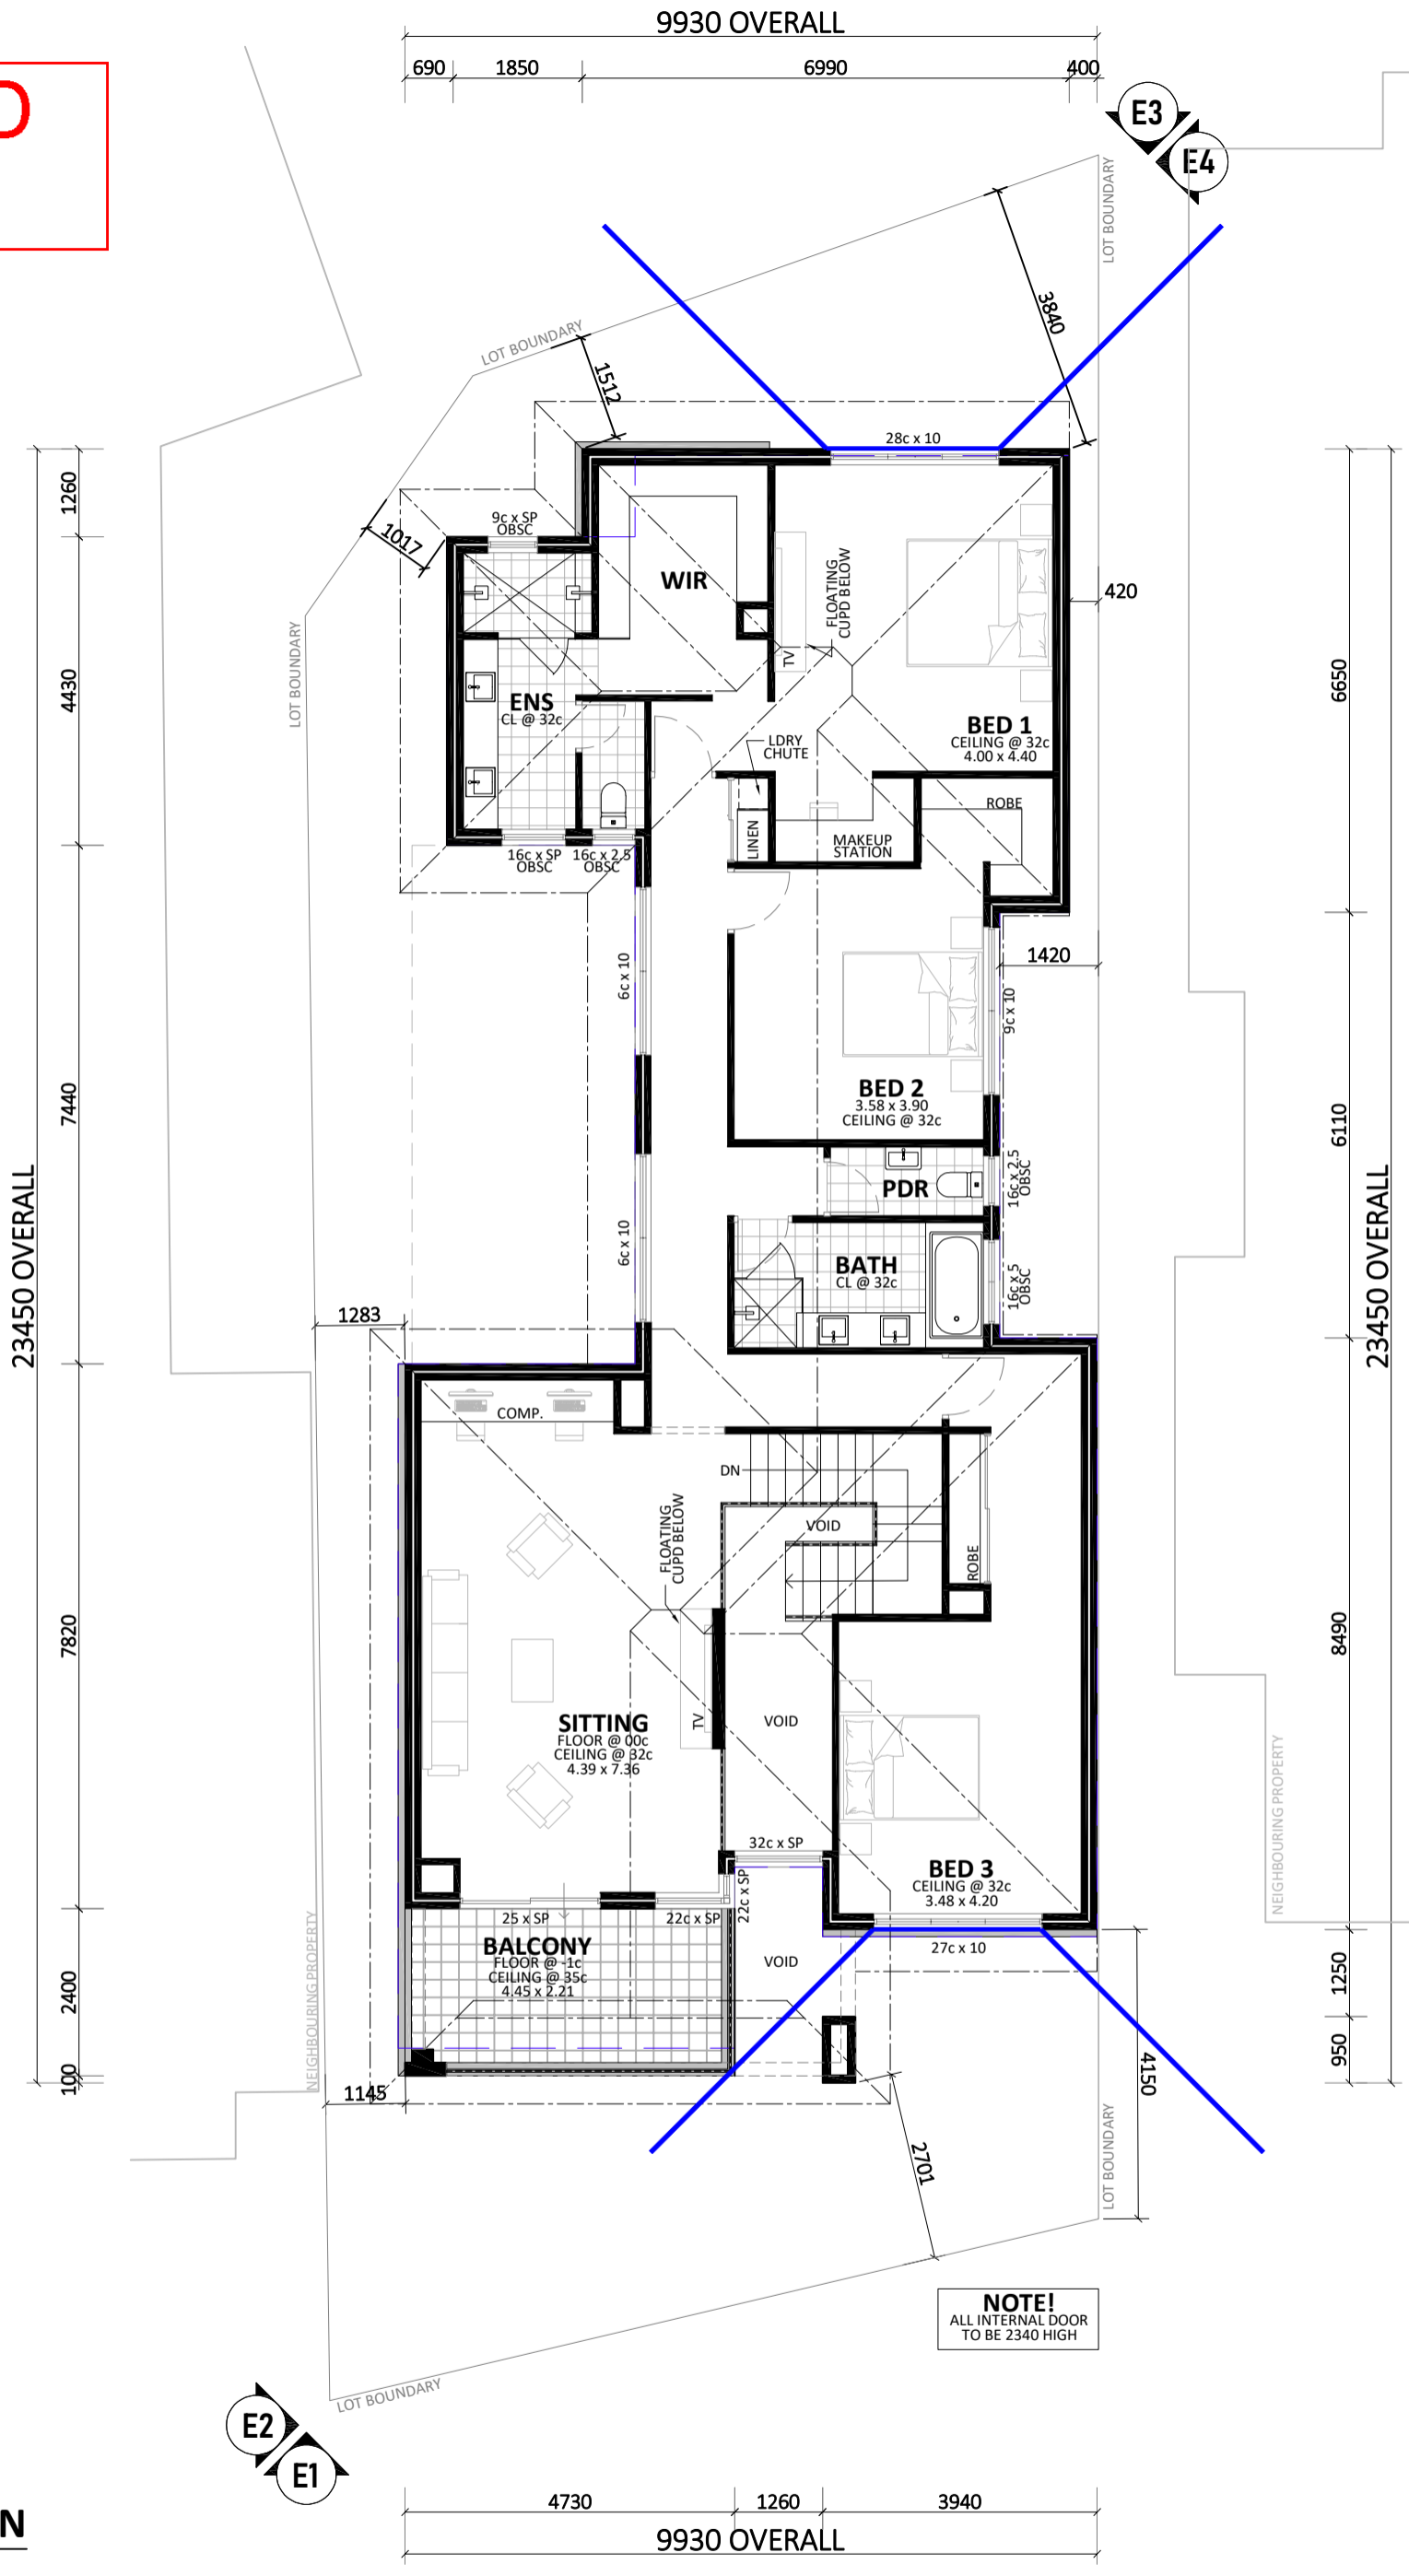 9930 OVERALL
690
1850
6990
400
E3
E4
LOT BOUNDARY
3840
LOT BOUNDARY
1512
28c x 10
1260
9c x SP
OBSC
1017
WIR
FLOATING
CUPD BELOW
420
TV
LOT BOUNDARY
4430
6650
ENS
CL @ 32c
BED 1
CEILING @ 32c
4.00 x 4.40
LDRY
CHUTE
ROBE
LINEN
MAKEUP
STATION
16c x SP
OBSC
16c x 2.5
OBSC
6c x 10
1420
9c x 10
7440
BED 2
3.58 x 3.90
CEILING @ 32c
6110
23450 OVERALL
23450 OVERALL
PDR
16c x 2.5
OBSC
6c x 10
BATH
CL @ 32c
16c x 5
OBSC
1283
COMP.
DN
FLOATING
CUPD BELOW
VOID
ROBE
7820
8490
SITTING
FLOOR @ 00c
CEILING @ 32c
4.39 x 7.36
TV
VOID
NEIGHBOURING PROPERTY
32c x SP
BED 3
CEILING @ 32c
3.48 x 4.20
22c x SP
25 x SP
22c x SP
27c x 10
BALCONY
FLOOR @ -1c
CEILING @ 35c
4.45 x 2.21
VOID
NEIGHBOURING PROPERTY
2400
1250
950
100
1145
4150
2701
LOT BOUNDARY
NOTE!
ALL INTERNAL DOOR
TO BE 2340 HIGH
LOT BOUNDARY
E2
E1
4730
1260
3940
9930 OVERALL